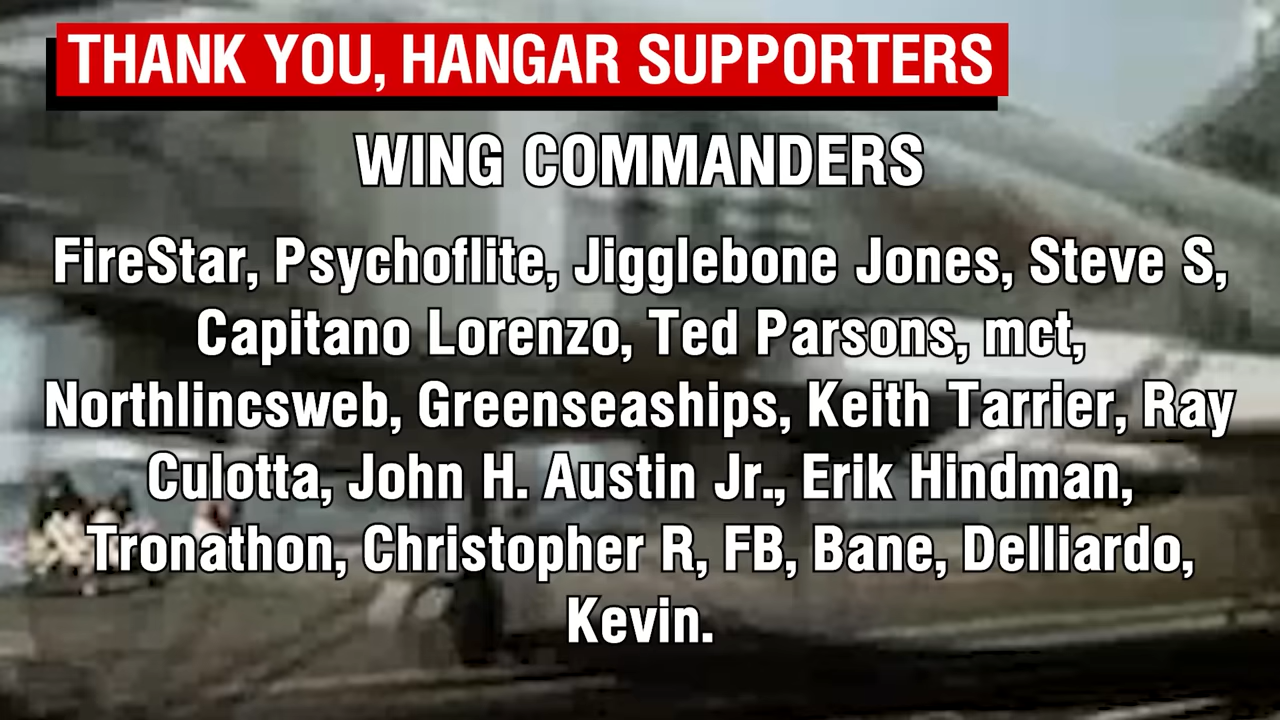 THANK YOU, HANGAR SUPPORTERS
WING COMMANDERS
FireStar, Psychoflite, Jigglebone Jones, Steve S,
Capitano Lorenzo, Ted Parsons, mct,
Northlincsweb, Greenseaships, Keith Tarrier, Ray
Culotta, John H. Austin Jr., Erik Hindman,
Tronathon, Christopher R, FB, Bane, Delliardo,
Kevin.